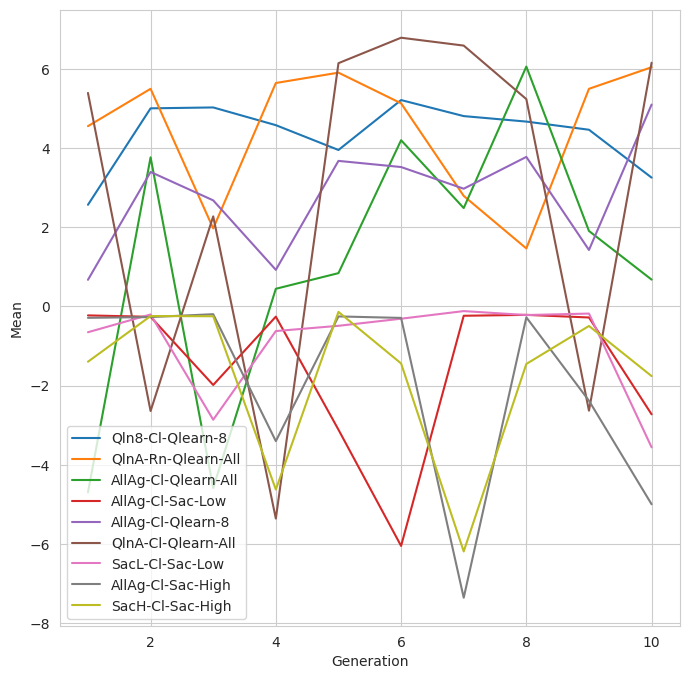 6
4
2
0
−2
−4
−6
−8
Mean
Qln8-Cl-Qlearn-8
QlnA-Rn-Qlearn-All
AllAg-Cl-Qlearn-All
AllAg-Cl-Sac-Low
AllAg-Cl-Qlearn-8
QlnA-Cl-Qlearn-All
SacL-Cl-Sac-Low
AllAg-Cl-Sac-High
SacH-Cl-Sac-High
2 4 6 8 10
Generation